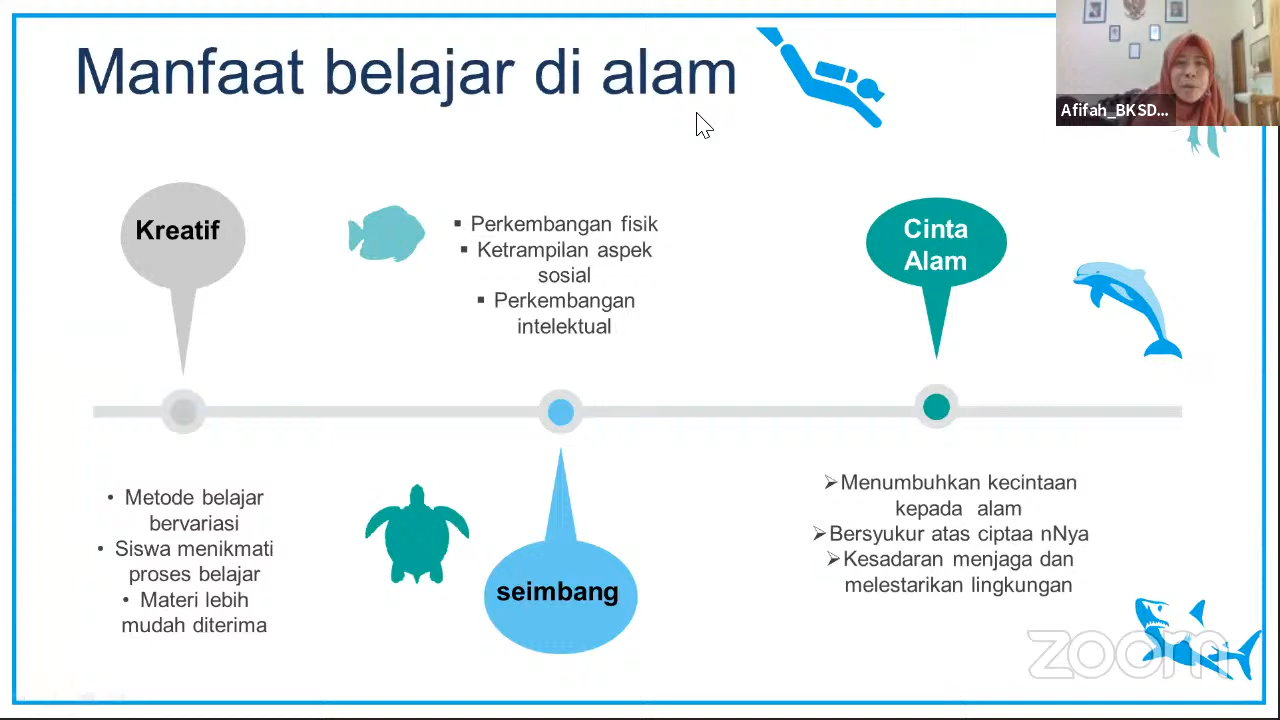 Manfaat belajar di alam
Afifah_BKSD...
Kreatif
• Metode belajar
bervariasi
• Siswa menikmati
proses belajar
• Materi lebih
mudah diterima
▪ Perkembangan fisik
▪ Ketrampilan aspek
sosial
▪ Perkembangan
intelektual
seimbang
Cinta
Alam
➢Menumbuhkan kecintaan
kepada alam
➢Bersyukur atas ciptaa nNya
➢Kesadaran menjaga dan
melestarikan lingkungan
zoom